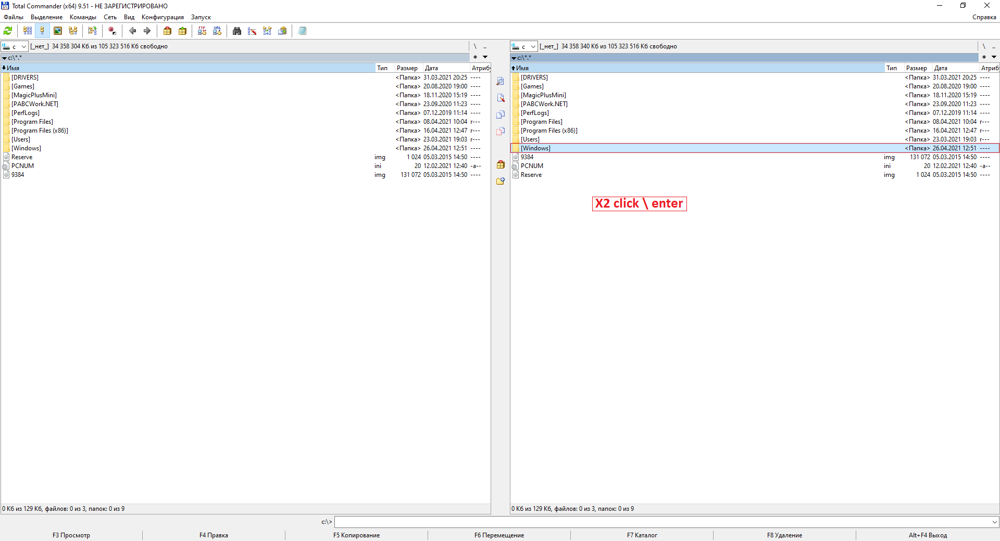 Total Commander (x64) 9.51 - НЕ ЗАРЕГИСТРИРОВАНО
Файлы Выделение Команды Сеть Вид Конфигурация Запуск Справка
FTP URL
c [_нет_] 34 358 304 Кб из 105 323 516 Кб свободно \ ..
c:\*.* * 
Имя Тип Размер Дата Атрибу
[DRIVERS] <Папка> 31.03.2021 20:25 ----
[Games] <Папка> 20.08.2020 19:00 ----
[MagicPlusMini] <Папка> 18.11.2020 15:19 ----
[PABCWork.NET] <Папка> 23.09.2020 11:23 ----
[PerfLogs] <Папка> 07.12.2019 11:14 ----
[Program Files] <Папка> 08.04.2021 10:04 r---
[Program Files (x86)] <Папка> 16.04.2021 12:47 r---
[Users] <Папка> 23.03.2021 19:03 r---
[Windows] <Папка> 26.04.2021 12:51 ----
Reserve img 1 024 05.03.2015 14:50 ----
PCNUM ini 20 12.02.2021 12:40 -a--
9384 img 131 072 05.03.2015 14:50 ----
0 Кб из 129 Кб, файлов: 0 из 3, папок: 0 из 9
c [_нет_] 34 358 340 Кб из 105 323 516 Кб свободно \ ..
c:\*.* *
Имя Тип Размер Дата Атрибу
[DRIVERS] <Папка> 31.03.2021 20:25 ----
[Games] <Папка> 20.08.2020 19:00 ----
[MagicPlusMini] <Папка> 18.11.2020 15:19 ----
[PABCWork.NET] <Папка> 23.09.2020 11:23 ----
[PerfLogs] <Папка> 07.12.2019 11:14 ----
[Program Files] <Папка> 08.04.2021 10:04 r---
[Program Files (x86)] <Папка> 16.04.2021 12:47 r---
[Users] <Папка> 23.03.2021 19:03 r---
[Windows] <Папка> 26.04.2021 12:51 ----
9384 img 131 072 05.03.2015 14:50 ----
PCNUM ini 20 12.02.2021 12:40 -a--
Reserve img 1 024 05.03.2015 14:50 ----
X2 click \ enter
0 Кб из 129 Кб, файлов: 0 из 3, папок: 0 из 9
c:\>
F3 Просмотр F4 Правка F5 Копирование F6 Перемещение F7 Каталог F8 Удаление Alt+F4 Выход